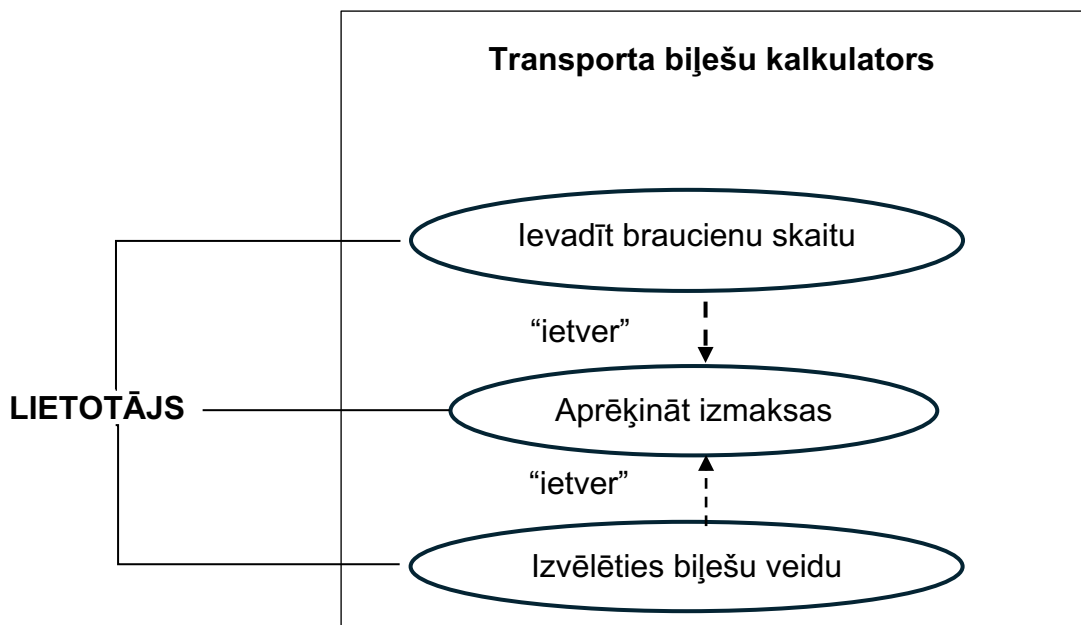 Transporta biļešu kalkulators
Ievadīt braucienu skaitu
“ietver”
LIETOTĀJS
Aprēķināt izmaksas
“ietver”
Izvēlēties biļešu veidu